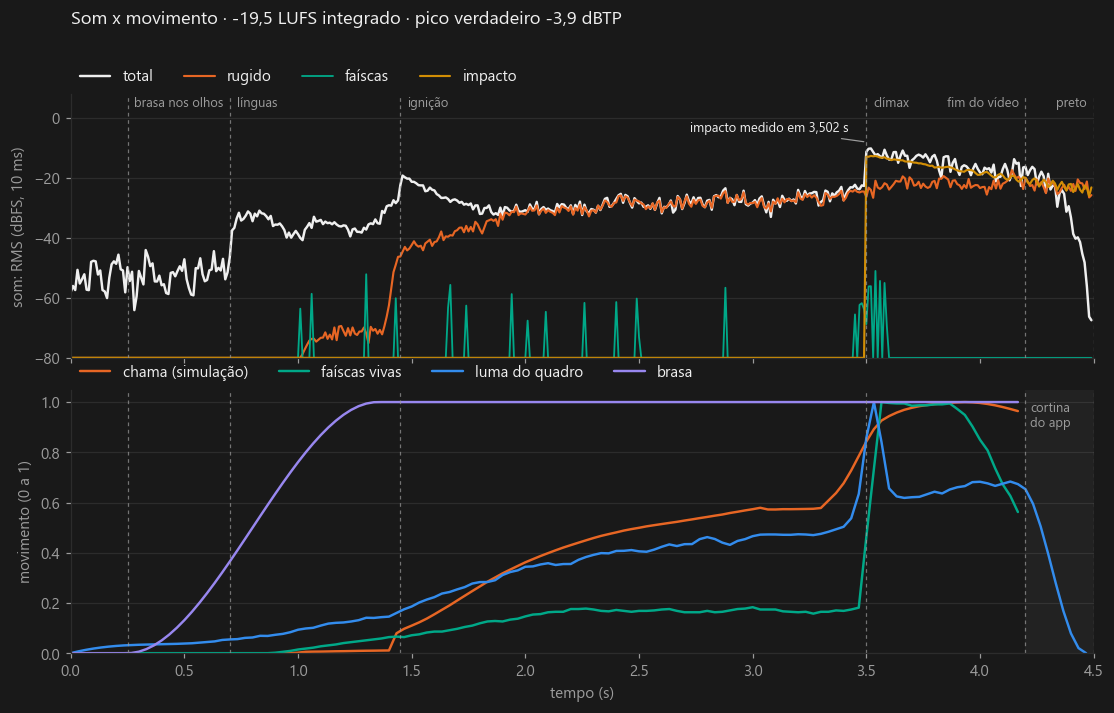 Som x movimento · -19,5 LUFS integrado · pico verdadeiro -3,9 dBTP
total rugido faíscas impacto
brasa nos olhos línguas ignição clímax fim do vídeo preto
impacto medido em 3,502 s
0
−20
−40
−60
−80
som: RMS (dBFS, 10 ms)
chama (simulação) faíscas vivas luma do quadro brasa
cortina
do app
1.0
0.8
0.6
0.4
0.2
0.0
movimento (0 a 1)
0.0 0.5 1.0 1.5 2.0 2.5 3.0 3.5 4.0 4.5
tempo (s)